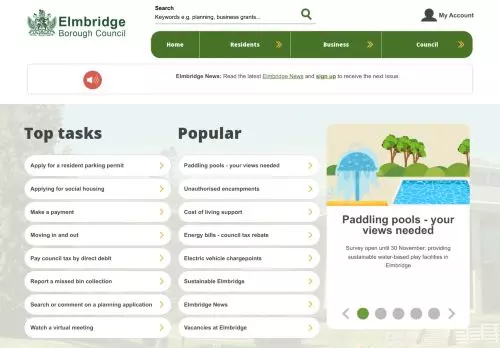 Elmbridge
Borough Council
Search
Keywords e.g. planning, business grants...
My Account
Home
Residents
Business
Council
Elmbridge News: Read the latest Elmbridge News and sign up to receive the next issue.
Top tasks
Apply for a resident parking permit
Applying for social housing
Make a payment
Moving in and out
Pay council tax by direct debit
Report a missed bin collection
Search or comment on a planning application
Watch a virtual meeting
Popular
Paddling pools - your views needed
Unauthorised encampments
Cost of living support
Energy bills - council tax rebate
Electric vehicle chargepoints
Sustainable Elmbridge
Elmbridge News
Vacancies at Elmbridge
Paddling pools - your
views needed
Survey open until 30 November; providing
sustainable water-based play facilities in
Elmbridge